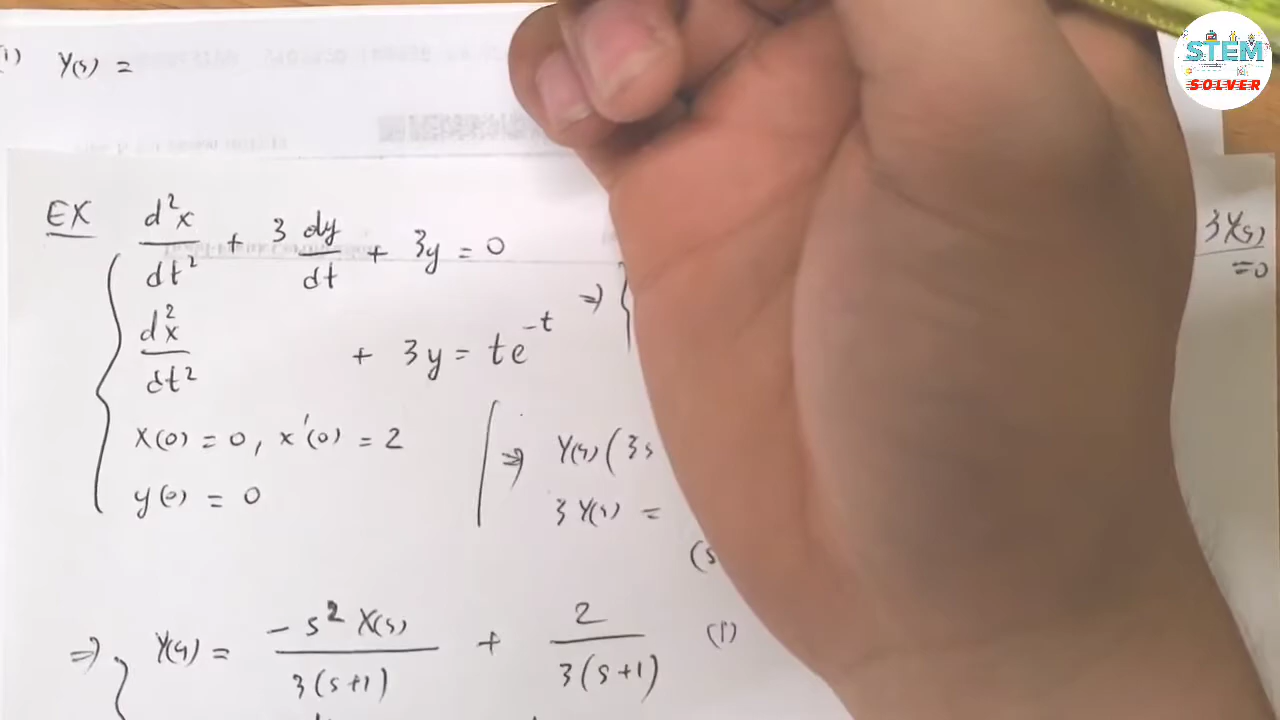 1) Y(s) =
STEM
SOLVER
EX d²x/dt² + 3 dy/dt + 3y = 0
d²x/dt² + 3y = te^-t
⇒ {
3Y(s)
=0
x(0) = 0, x'(0) = 2
y(0) = 0
⇒ Y(s) (3s
3Y(s) =
(s
⇒ { Y(s) = -s² X(s)/3(s+1) + 2/3(s+1) (1)